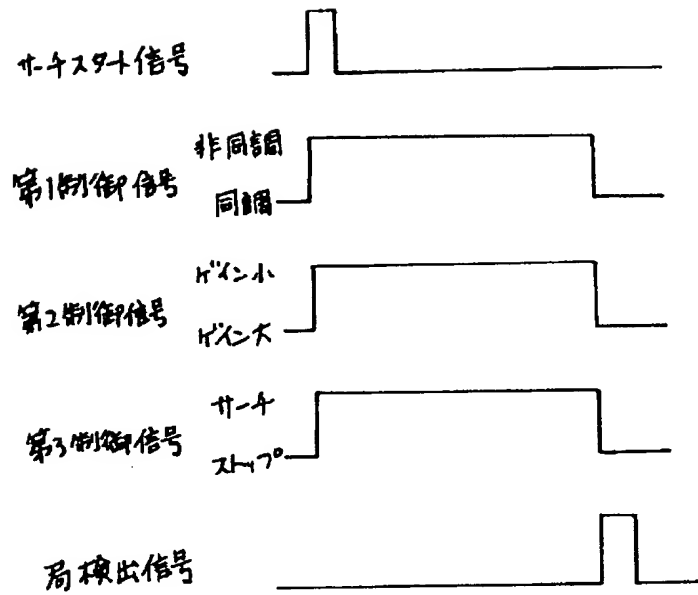 サーチスタート信号
非同調
第1制御信号
同調
ゲイン小
第2制御信号
ゲイン大
サーチ
第3制御信号
ストップ
局検出信号